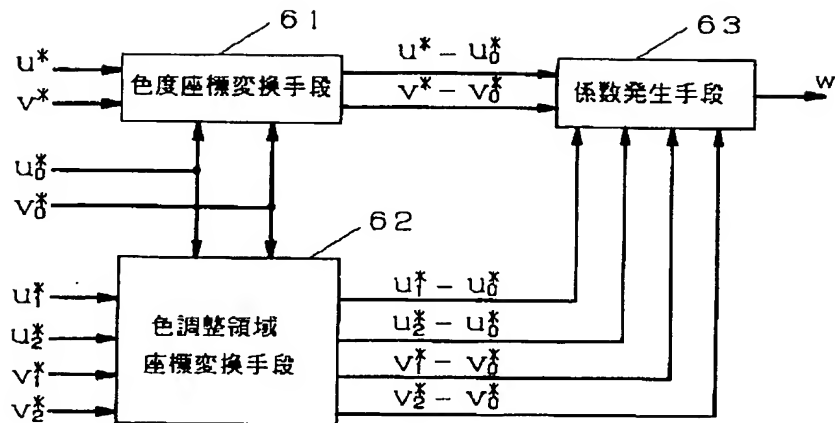 61
u*
v*
色度座標変換手段
u* − u₀*
v* − v₀*
63
係数発生手段
w
u₀*
v₀*
62
u₁*
u₂*
v₁*
v₂*
色調整領域
座標変換手段
u₁* − u₀*
u₂* − u₀*
v₁* − v₀*
v₂* − v₀*